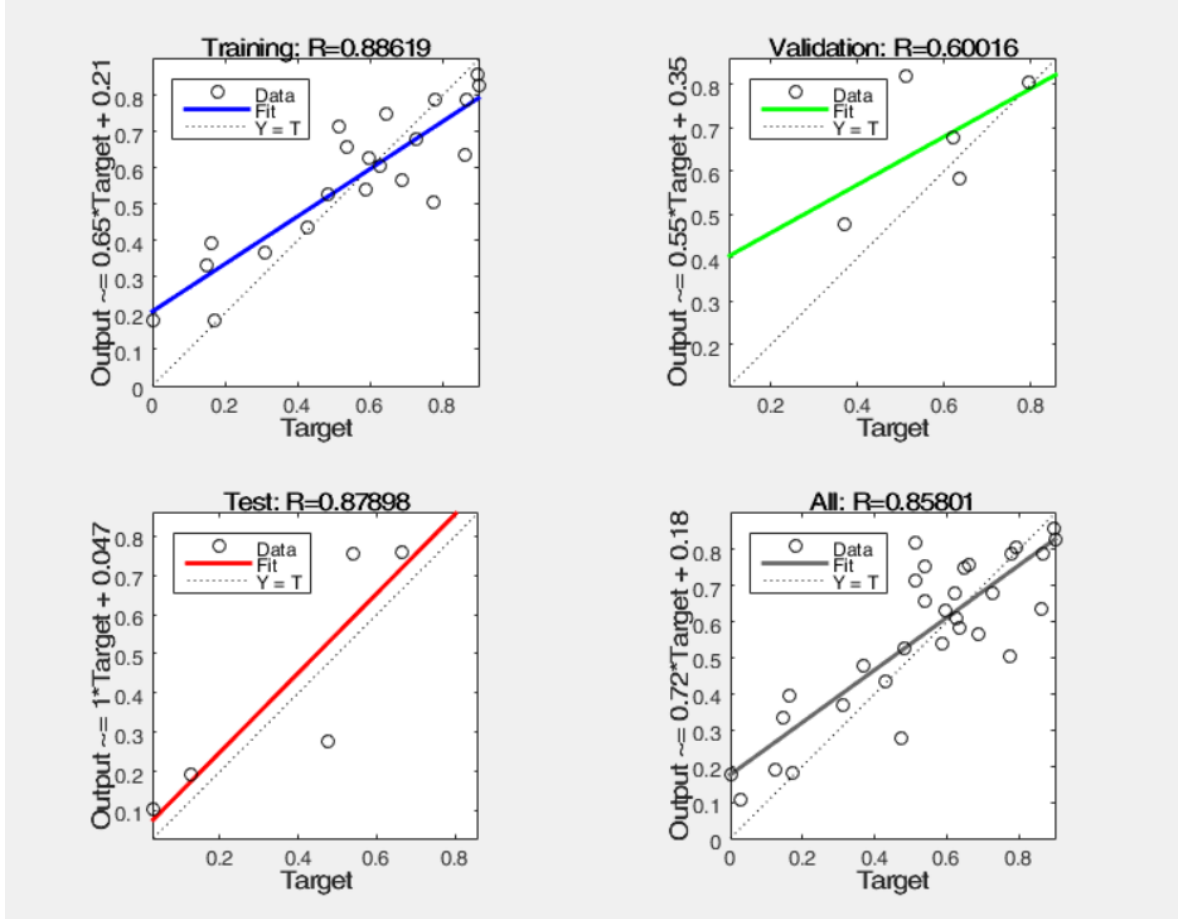 Training: R=0.88619
Output ~= 0.65*Target + 0.21
Data
Fit
Y = T
0.8
0.7
0.6
0.5
0.4
0.3
0.2
0.1
0
0 0.2 0.4 0.6 0.8
Target
Validation: R=0.60016
Output ~= 0.55*Target + 0.35
Data
Fit
Y = T
0.8
0.7
0.6
0.5
0.4
0.3
0.2
0.2 0.4 0.6 0.8
Target
Test: R=0.87898
Output ~= 1*Target + 0.047
Data
Fit
Y = T
0.8
0.7
0.6
0.5
0.4
0.3
0.2
0.1
0.2 0.4 0.6 0.8
Target
All: R=0.85801
Output ~= 0.72*Target + 0.18
Data
Fit
Y = T
0.8
0.7
0.6
0.5
0.4
0.3
0.2
0.1
0
0 0.2 0.4 0.6 0.8
Target